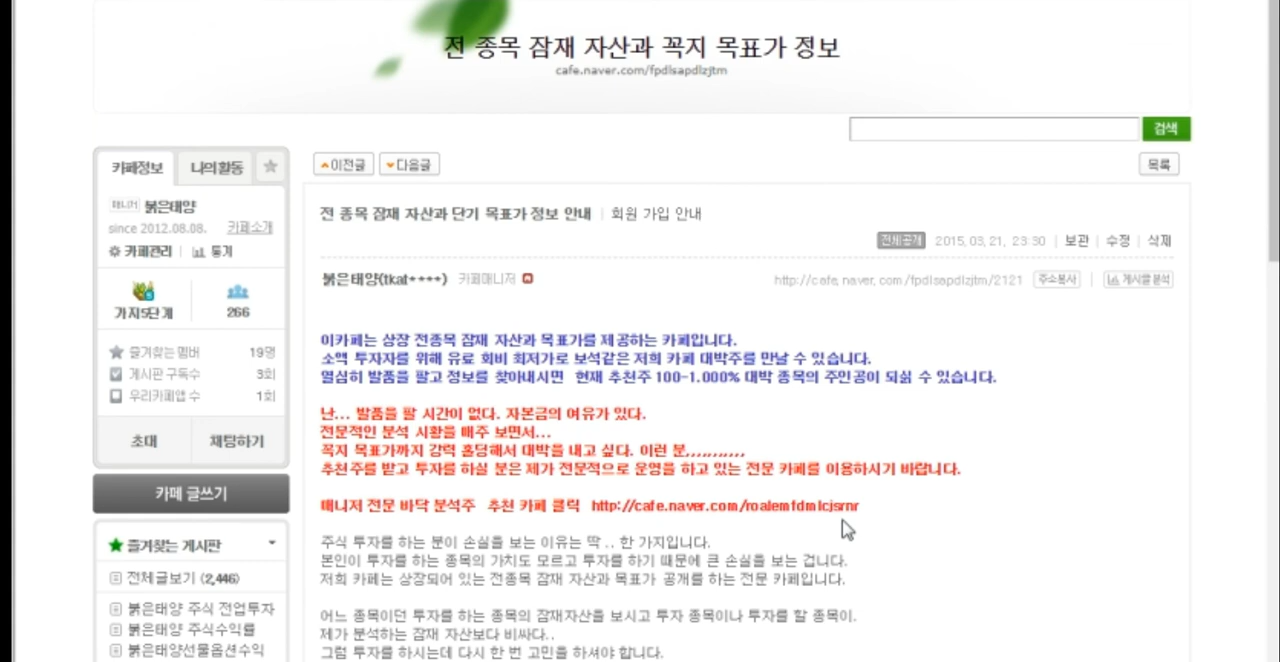 전 종목 잠재 자산과 꼭지 목표가 정보
cafe.naver.com/fpdlsapdlzjtm
검색
카페정보
나의활동
이전글
다음글
목록
매니저 붉은태양
since 2012.08.08.
카페소개
카페관리
통계
가지5단계
266
즐겨찾는 멤버 19명
게시판 구독수 3회
우리카페앱 수 1회
초대
채팅하기
카페 글쓰기
즐겨찾는 게시판
전체글보기 (2,446)
붉은태양 주식 전업투자
붉은태양 주식수익률
붉은태양선물옵션수익
전 종목 잠재 자산과 단기 목표가 정보 안내 | 회원 가입 안내
전체공개 2015.03.21. 23:30 | 보관 | 수정 | 삭제
붉은태양(tkat****) 카페매니저
http://cafe.naver.com/fpdlsapdlzjtm/2121 주소복사 | 게시글 분석
이카페는 상장 전종목 잠재 자산과 목표가를 제공하는 카페입니다.
소액 투자자를 위해 유료 회비 최저가로 보석같은 저희 카페 대박주를 만날 수 있습니다.
열심히 발품을 팔고 정보를 찾아내시면 현재 추천주 100-1.000% 대박 종목의 주인공이 되실 수 있습니다.
난... 발품을 팔 시간이 없다. 자본금의 여유가 있다.
전문적인 분석 시황을 매주 보면서...
꼭지 목표가까지 강력 홀딩해서 대박을 내고 싶다. 이런 분,,,,,,,,,,,
추천주를 받고 투자를 하실 분은 제가 전문적으로 운영을 하고 있는 전문 카페를 이용하시기 바랍니다.
매니저 전문 바닥 분석주 추천 카페 클릭 http://cafe.naver.com/roalemfdmlcjsrnr
주식 투자를 하는 분이 손실을 보는 이유는 딱 .. 한 가지입니다.
본인이 투자를 하는 종목의 가치도 모르고 투자를 하기 때문에 큰 손실을 보는 겁니다.
저희 카페는 상장되어 있는 전종목 잠재 자산과 목표가 공개를 하는 전문 카페입니다.
어느 종목이던 투자를 하는 종목의 잠재자산을 보시고 투자 종목이나 투자를 할 종목이.
제가 분석하는 잠재 자산보다 비싸다..
그럼 투자를 하시는데 다시 한 번 고민을 하셔야 합니다.